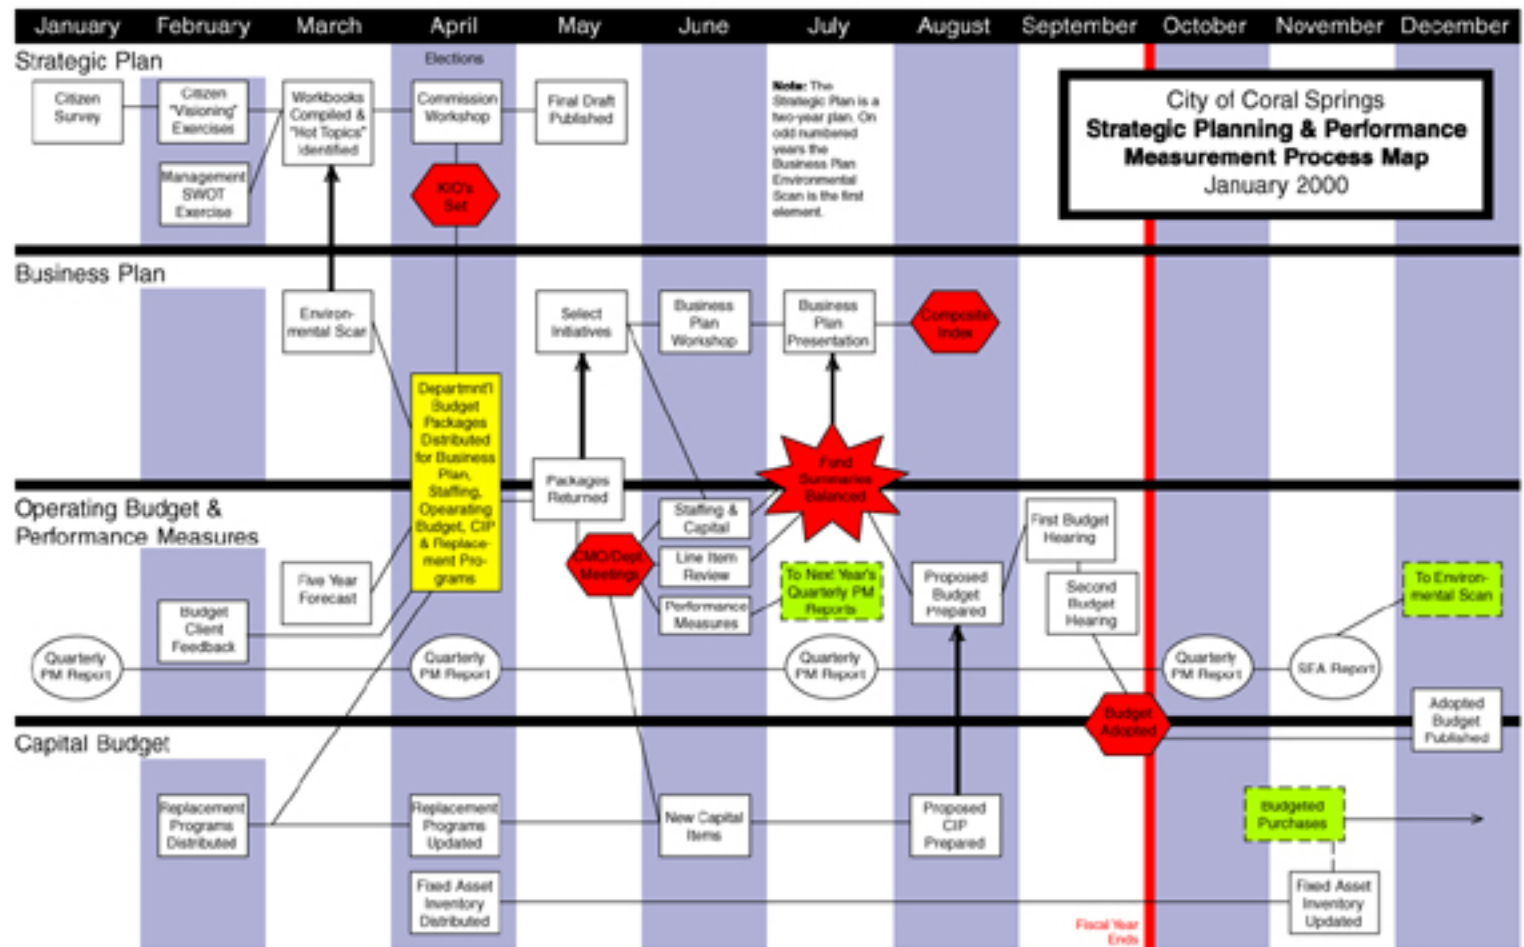 January February March April May June July August September October November December
Strategic Plan
Elections
Citizen
Survey
Citizen
"Visioning"
Exercises
Management
SWOT
Exercise
Workbooks
Compiled &
"Hot Topics"
Identified
Commission
Workshop
KIO's
Set
Final Draft
Published
Note: The
Strategic Plan is a
two-year plan. On
odd numbered
years the
Business Plan
Environmental
Scan is the first
element.
City of Coral Springs
Strategic Planning & Performance
Measurement Process Map
January 2000
Business Plan
Environ-
mental Scan
Select
Initiatives
Business
Plan
Workshop
Business
Plan
Presentation
Composite
Index
Departmnt'l
Budget
Packages
Distributed
for Business
Plan,
Staffing,
Opearating
Budget, CIP
& Replace-
ment Pro-
grams
Packages
Returned
Fund
Summaries
Balanced
Operating Budget &
Performance Measures
Five Year
Forecast
Budget
Client
Feedback
CMO/Dept.
Meetings
Staffing &
Capital
Line Item
Review
Performance
Measures
To Next Year's
Quarterly PM
Reports
Proposed
Budget
Prepared
First Budget
Hearing
Second
Budget
Hearing
To Environ-
mental Scan
Quarterly
PM Report
Quarterly
PM Report
Quarterly
PM Report
Quarterly
PM Report
SEA Report
Budget
Adopted
Adopted
Budget
Published
Capital Budget
Replacement
Programs
Distributed
Replacement
Programs
Updated
New Capital
Items
Proposed
CIP
Prepared
Budgeted
Purchases
Fixed Asset
Inventory
Distributed
Fixed Asset
Inventory
Updated
Fiscal Year
Ends